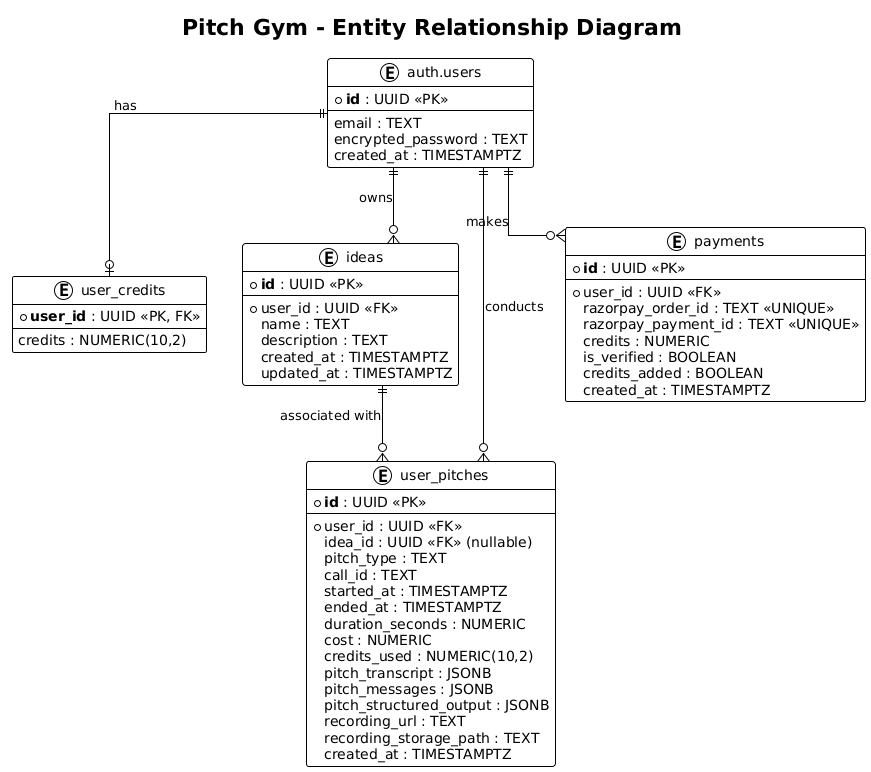 Pitch Gym - Entity Relationship Diagram
E auth.users
id : UUID «PK»
email : TEXT
encrypted_password : TEXT
created_at : TIMESTAMPTZ
has
owns
makes
conducts
E user_credits
user_id : UUID «PK, FK»
credits : NUMERIC(10,2)
E ideas
id : UUID «PK»
user_id : UUID «FK»
name : TEXT
description : TEXT
created_at : TIMESTAMPTZ
updated_at : TIMESTAMPTZ
E payments
id : UUID «PK»
user_id : UUID «FK»
razorpay_order_id : TEXT «UNIQUE»
razorpay_payment_id : TEXT «UNIQUE»
credits : NUMERIC
is_verified : BOOLEAN
credits_added : BOOLEAN
created_at : TIMESTAMPTZ
associated with
E user_pitches
id : UUID «PK»
user_id : UUID «FK»
idea_id : UUID «FK» (nullable)
pitch_type : TEXT
call_id : TEXT
started_at : TIMESTAMPTZ
ended_at : TIMESTAMPTZ
duration_seconds : NUMERIC
cost : NUMERIC
credits_used : NUMERIC(10,2)
pitch_transcript : JSONB
pitch_messages : JSONB
pitch_structured_output : JSONB
recording_url : TEXT
recording_storage_path : TEXT
created_at : TIMESTAMPTZ